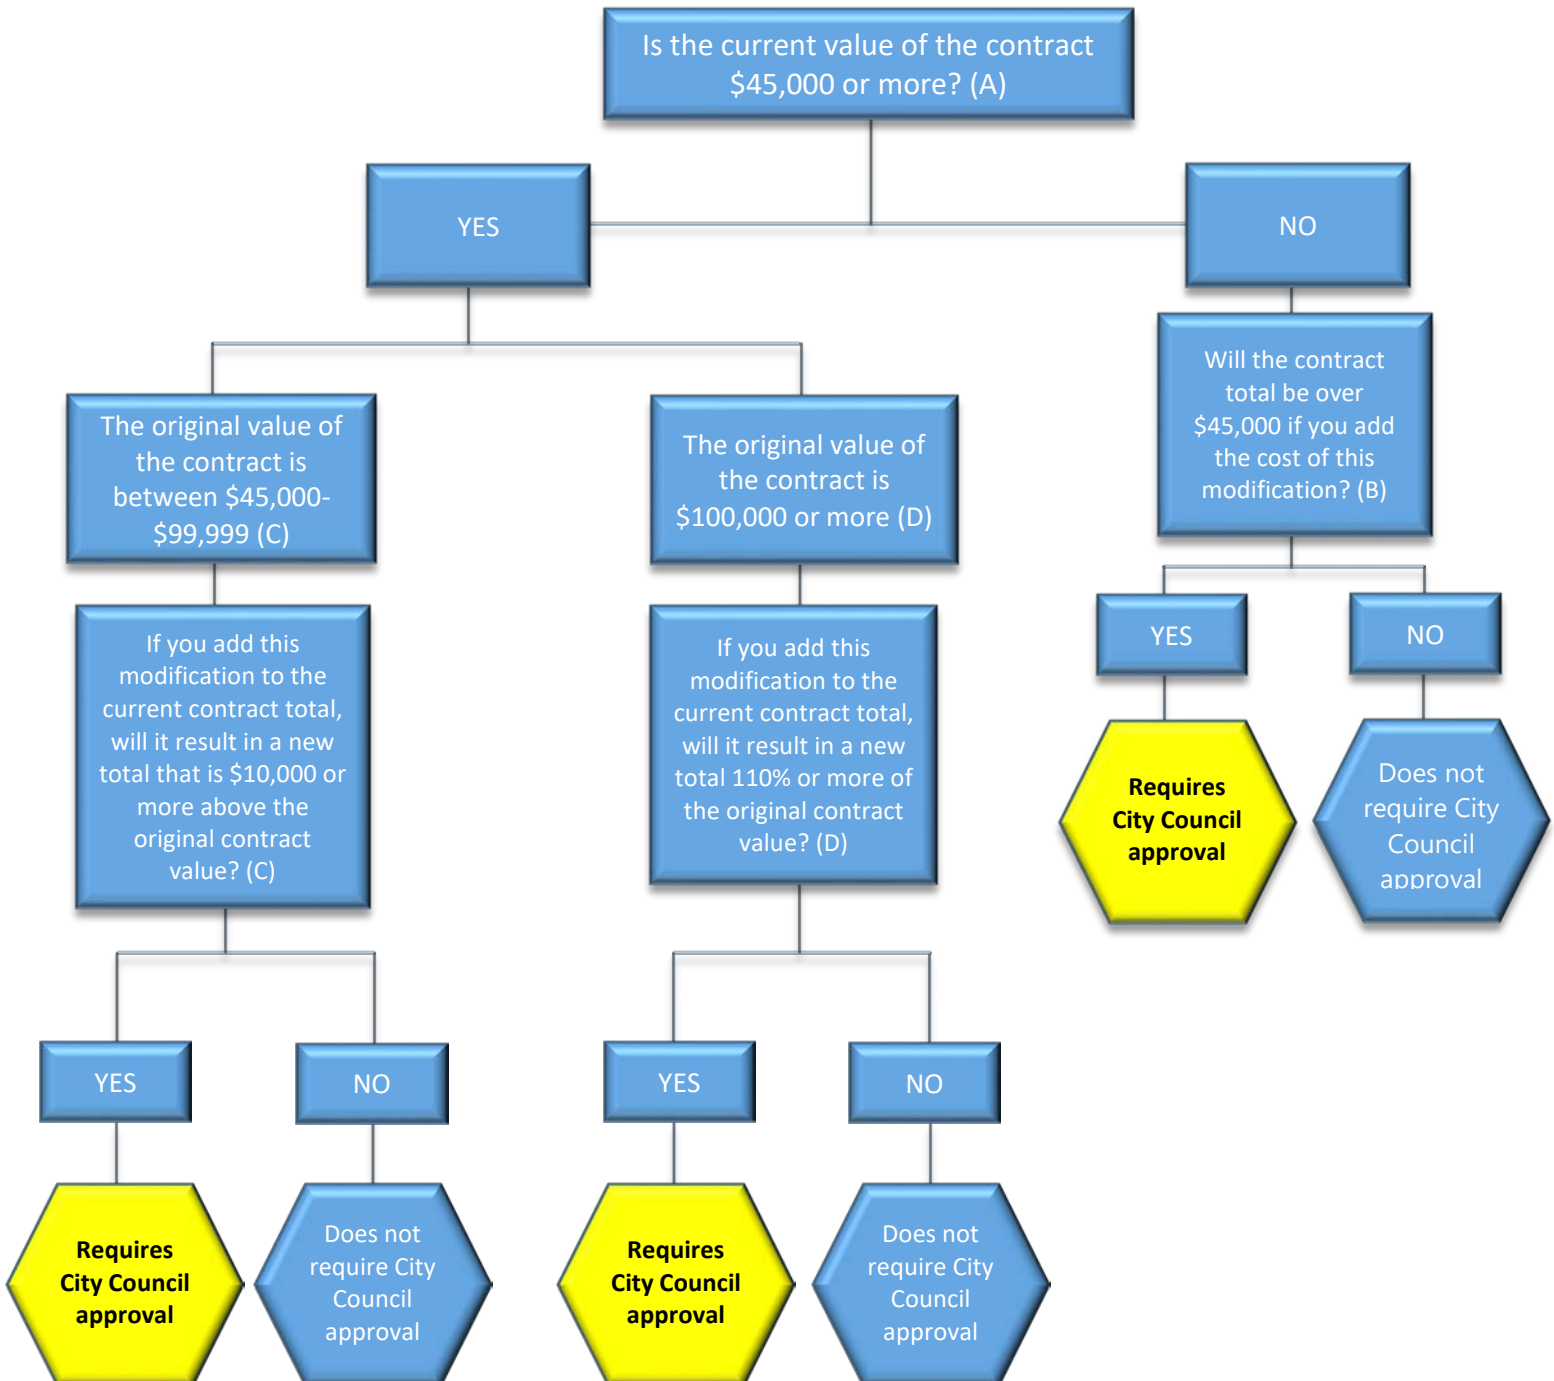 Is the current value of the contract
$45,000 or more? (A)
YES
NO
The original value of
the contract is
between $45,000-
$99,999 (C)
The original value of
the contract is
$100,000 or more (D)
Will the contract
total be over
$45,000 if you add
the cost of this
modification? (B)
If you add this
modification to the
current contract total,
will it result in a new
total that is $10,000 or
more above the
original contract
value? (C)
If you add this
modification to the
current contract total,
will it result in a new
total 110% or more of
the original contract
value? (D)
YES
NO
Requires
City Council
approval
Does not
require City
Council
approval
YES
NO
YES
NO
Requires
City Council
approval
Does not
require City
Council
approval
Requires
City Council
approval
Does not
require City
Council
approval